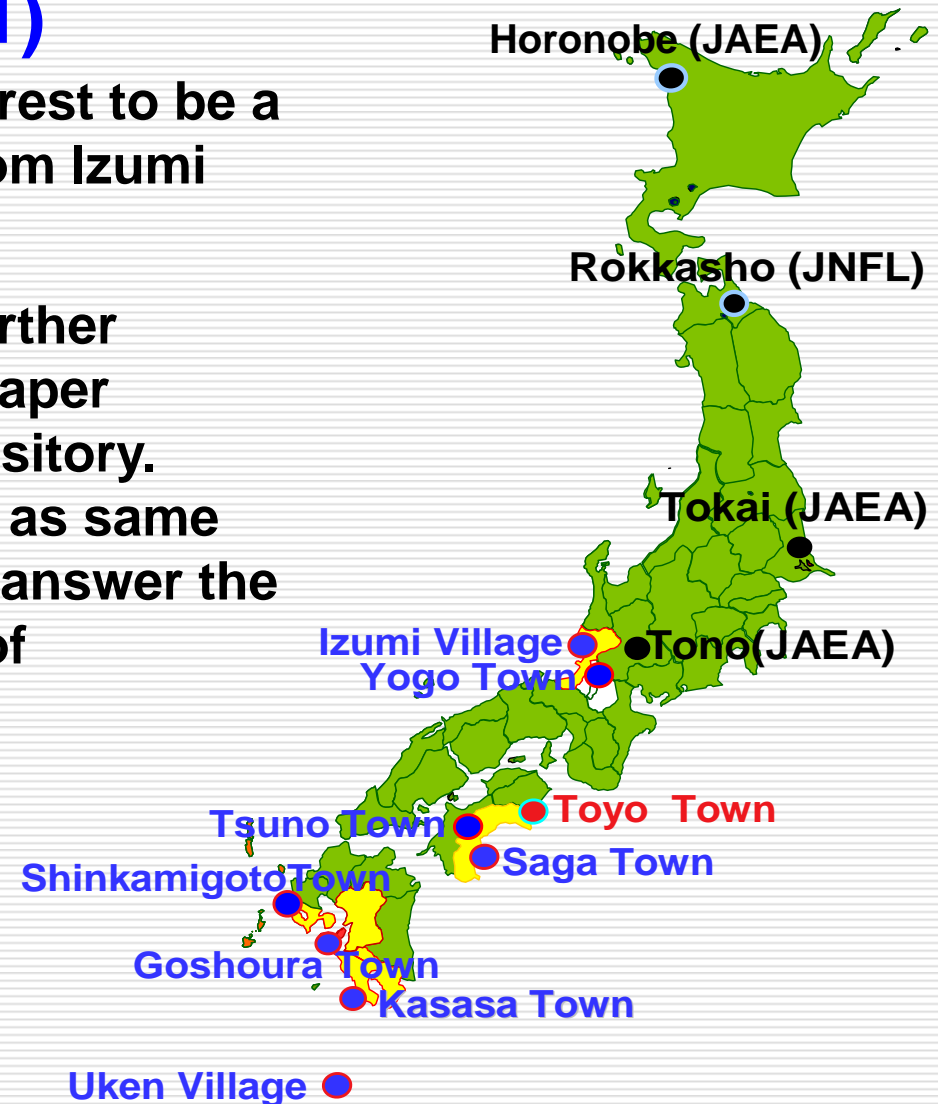 I)
rest to be a
om Izumi
rther
aper
sitory.
as same
answer the
of
Horonobe (JAEA)
Rokkasho (JNFL)
Tokai (JAEA)
Izumi Village
Tono(JAEA)
Yogo Town
Toyo Town
Tsuno Town
Saga Town
ShinkamigotoTown
Goshoura Town
Kasasa Town
Uken Village